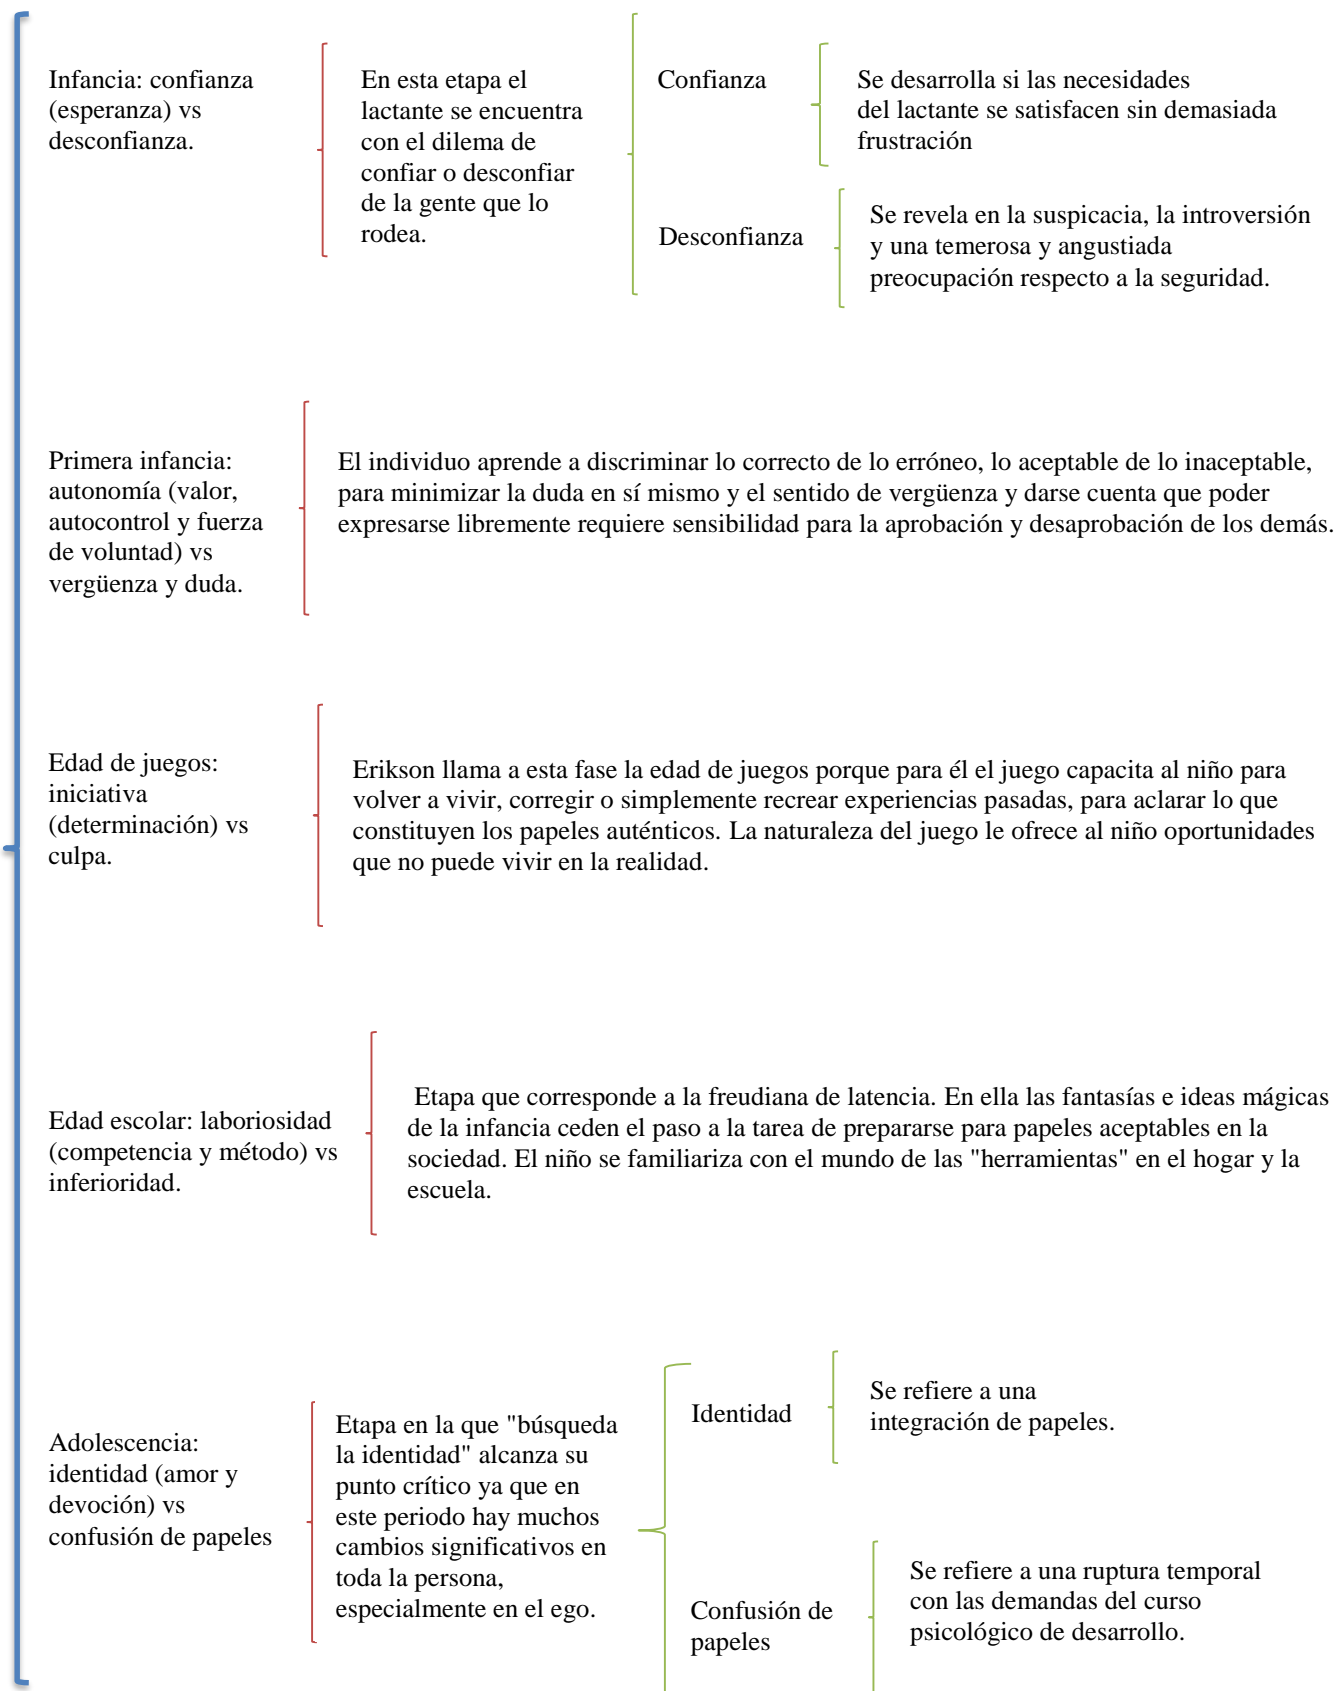 Infancia: confianza
(esperanza) vs
desconfianza.
En esta etapa el
lactante se encuentra
con el dilema de
confiar o desconfiar
de la gente que lo
rodea.
Confianza
Se desarrolla si las necesidades
del lactante se satisfacen sin demasiada
frustración
Desconfianza
Se revela en la suspicacia, la introversión
y una temerosa y angustiada
preocupación respecto a la seguridad.
Primera infancia:
autonomía (valor,
autocontrol y fuerza
de voluntad) vs
vergüenza y duda.
El individuo aprende a discriminar lo correcto de lo erróneo, lo aceptable de lo inaceptable,
para minimizar la duda en sí mismo y el sentido de vergüenza y darse cuenta que poder
expresarse libremente requiere sensibilidad para la aprobación y desaprobación de los demás.
Edad de juegos:
iniciativa
(determinación) vs
culpa.
Erikson llama a esta fase la edad de juegos porque para él el juego capacita al niño para
volver a vivir, corregir o simplemente recrear experiencias pasadas, para aclarar lo que
constituyen los papeles auténticos. La naturaleza del juego le ofrece al niño oportunidades
que no puede vivir en la realidad.
Edad escolar: laboriosidad
(competencia y método) vs
inferioridad.
Etapa que corresponde a la freudiana de latencia. En ella las fantasías e ideas mágicas
de la infancia ceden el paso a la tarea de prepararse para papeles aceptables en la
sociedad. El niño se familiariza con el mundo de las "herramientas" en el hogar y la
escuela.
Adolescencia:
identidad (amor y
devoción) vs
confusión de papeles
Etapa en la que "búsqueda
la identidad" alcanza su
punto crítico ya que en
este periodo hay muchos
cambios significativos en
toda la persona,
especialmente en el ego.
Identidad
Se refiere a una
integración de papeles.
Confusión de
papeles
Se refiere a una ruptura temporal
con las demandas del curso
psicológico de desarrollo.